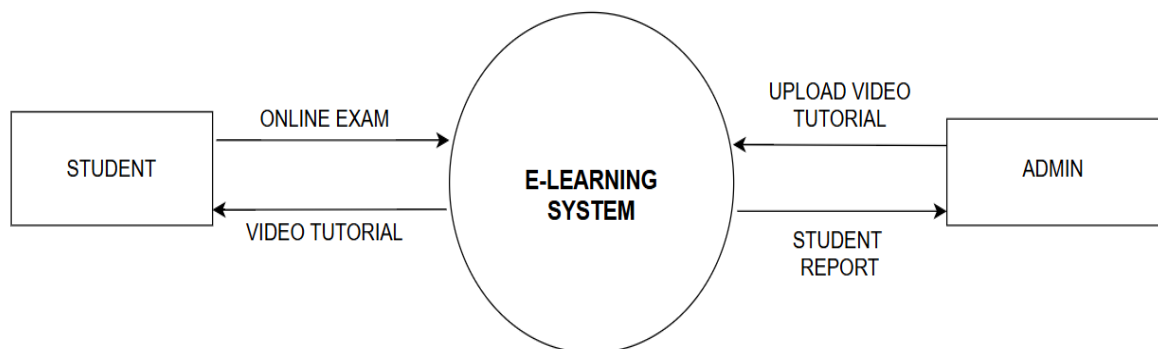 STUDENT
ONLINE EXAM
VIDEO TUTORIAL
E-LEARNING
SYSTEM
UPLOAD VIDEO
TUTORIAL
STUDENT
REPORT
ADMIN